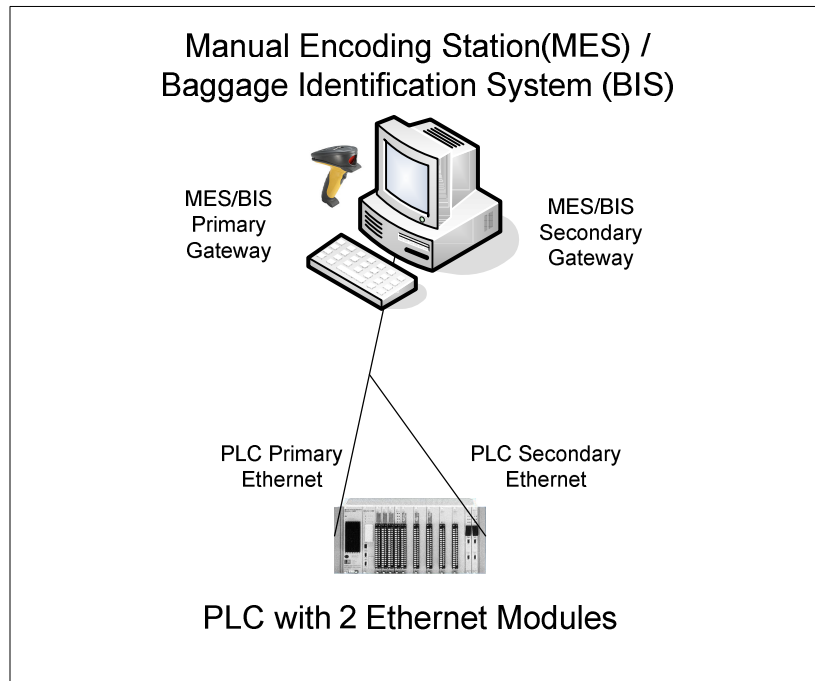 Manual Encoding Station(MES) /
Baggage Identification System (BIS)
MES/BIS
Primary
Gateway
MES/BIS
Secondary
Gateway
PLC Primary
Ethernet
PLC Secondary
Ethernet
PLC with 2 Ethernet Modules